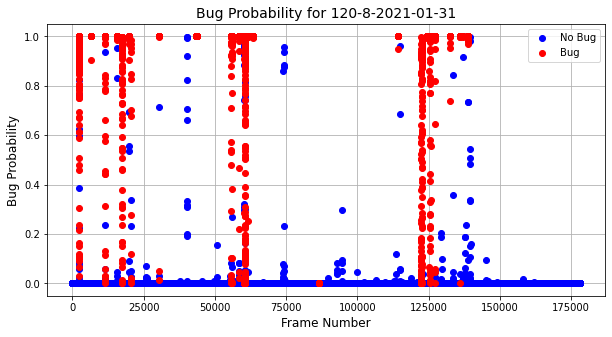 Bug Probability for 120-8-2021-01-31
No Bug
Bug
Bug Probability
1.0
0.8
0.6
0.4
0.2
0.0
0 25000 50000 75000 100000 125000 150000 175000
Frame Number